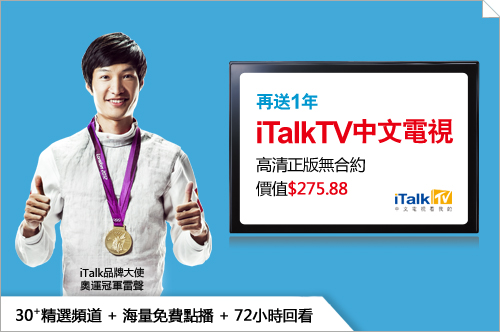 再送1年
iTalkTV中文電視
高清正版無合約
價值$275.88
iTalk TV
中文電視看我的
iTalk品牌大使
奧運冠軍雷聲
30+精選頻道 + 海量免費點播 + 72小時回看